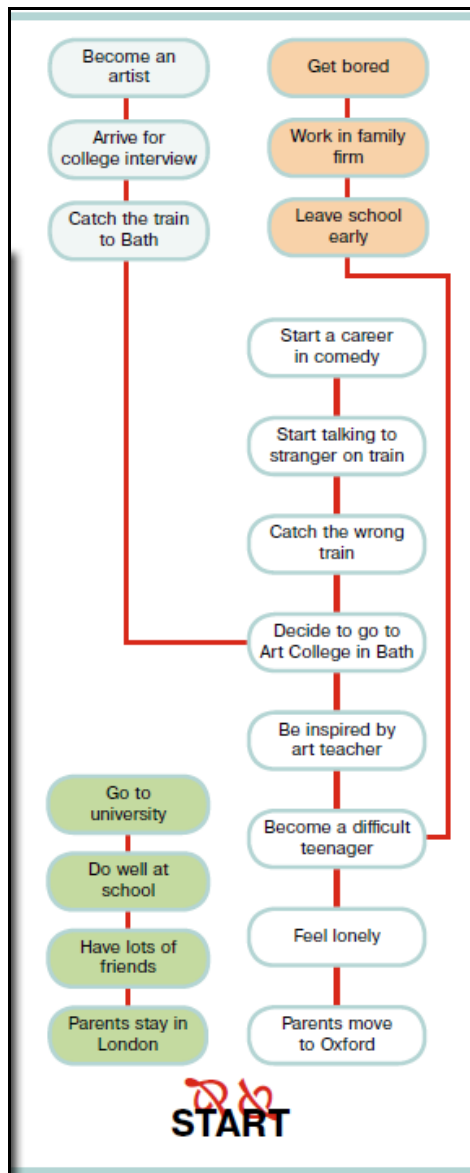 Become an
artist
Arrive for
college interview
Catch the train
to Bath
Get bored
Work in family
firm
Leave school
early
Start a career
in comedy
Start talking to
stranger on train
Catch the wrong
train
Decide to go to
Art College in Bath
Be inspired by
art teacher
Become a difficult
teenager
Feel lonely
Parents move
to Oxford
Go to
university
Do well at
school
Have lots of
friends
Parents stay in
London
START